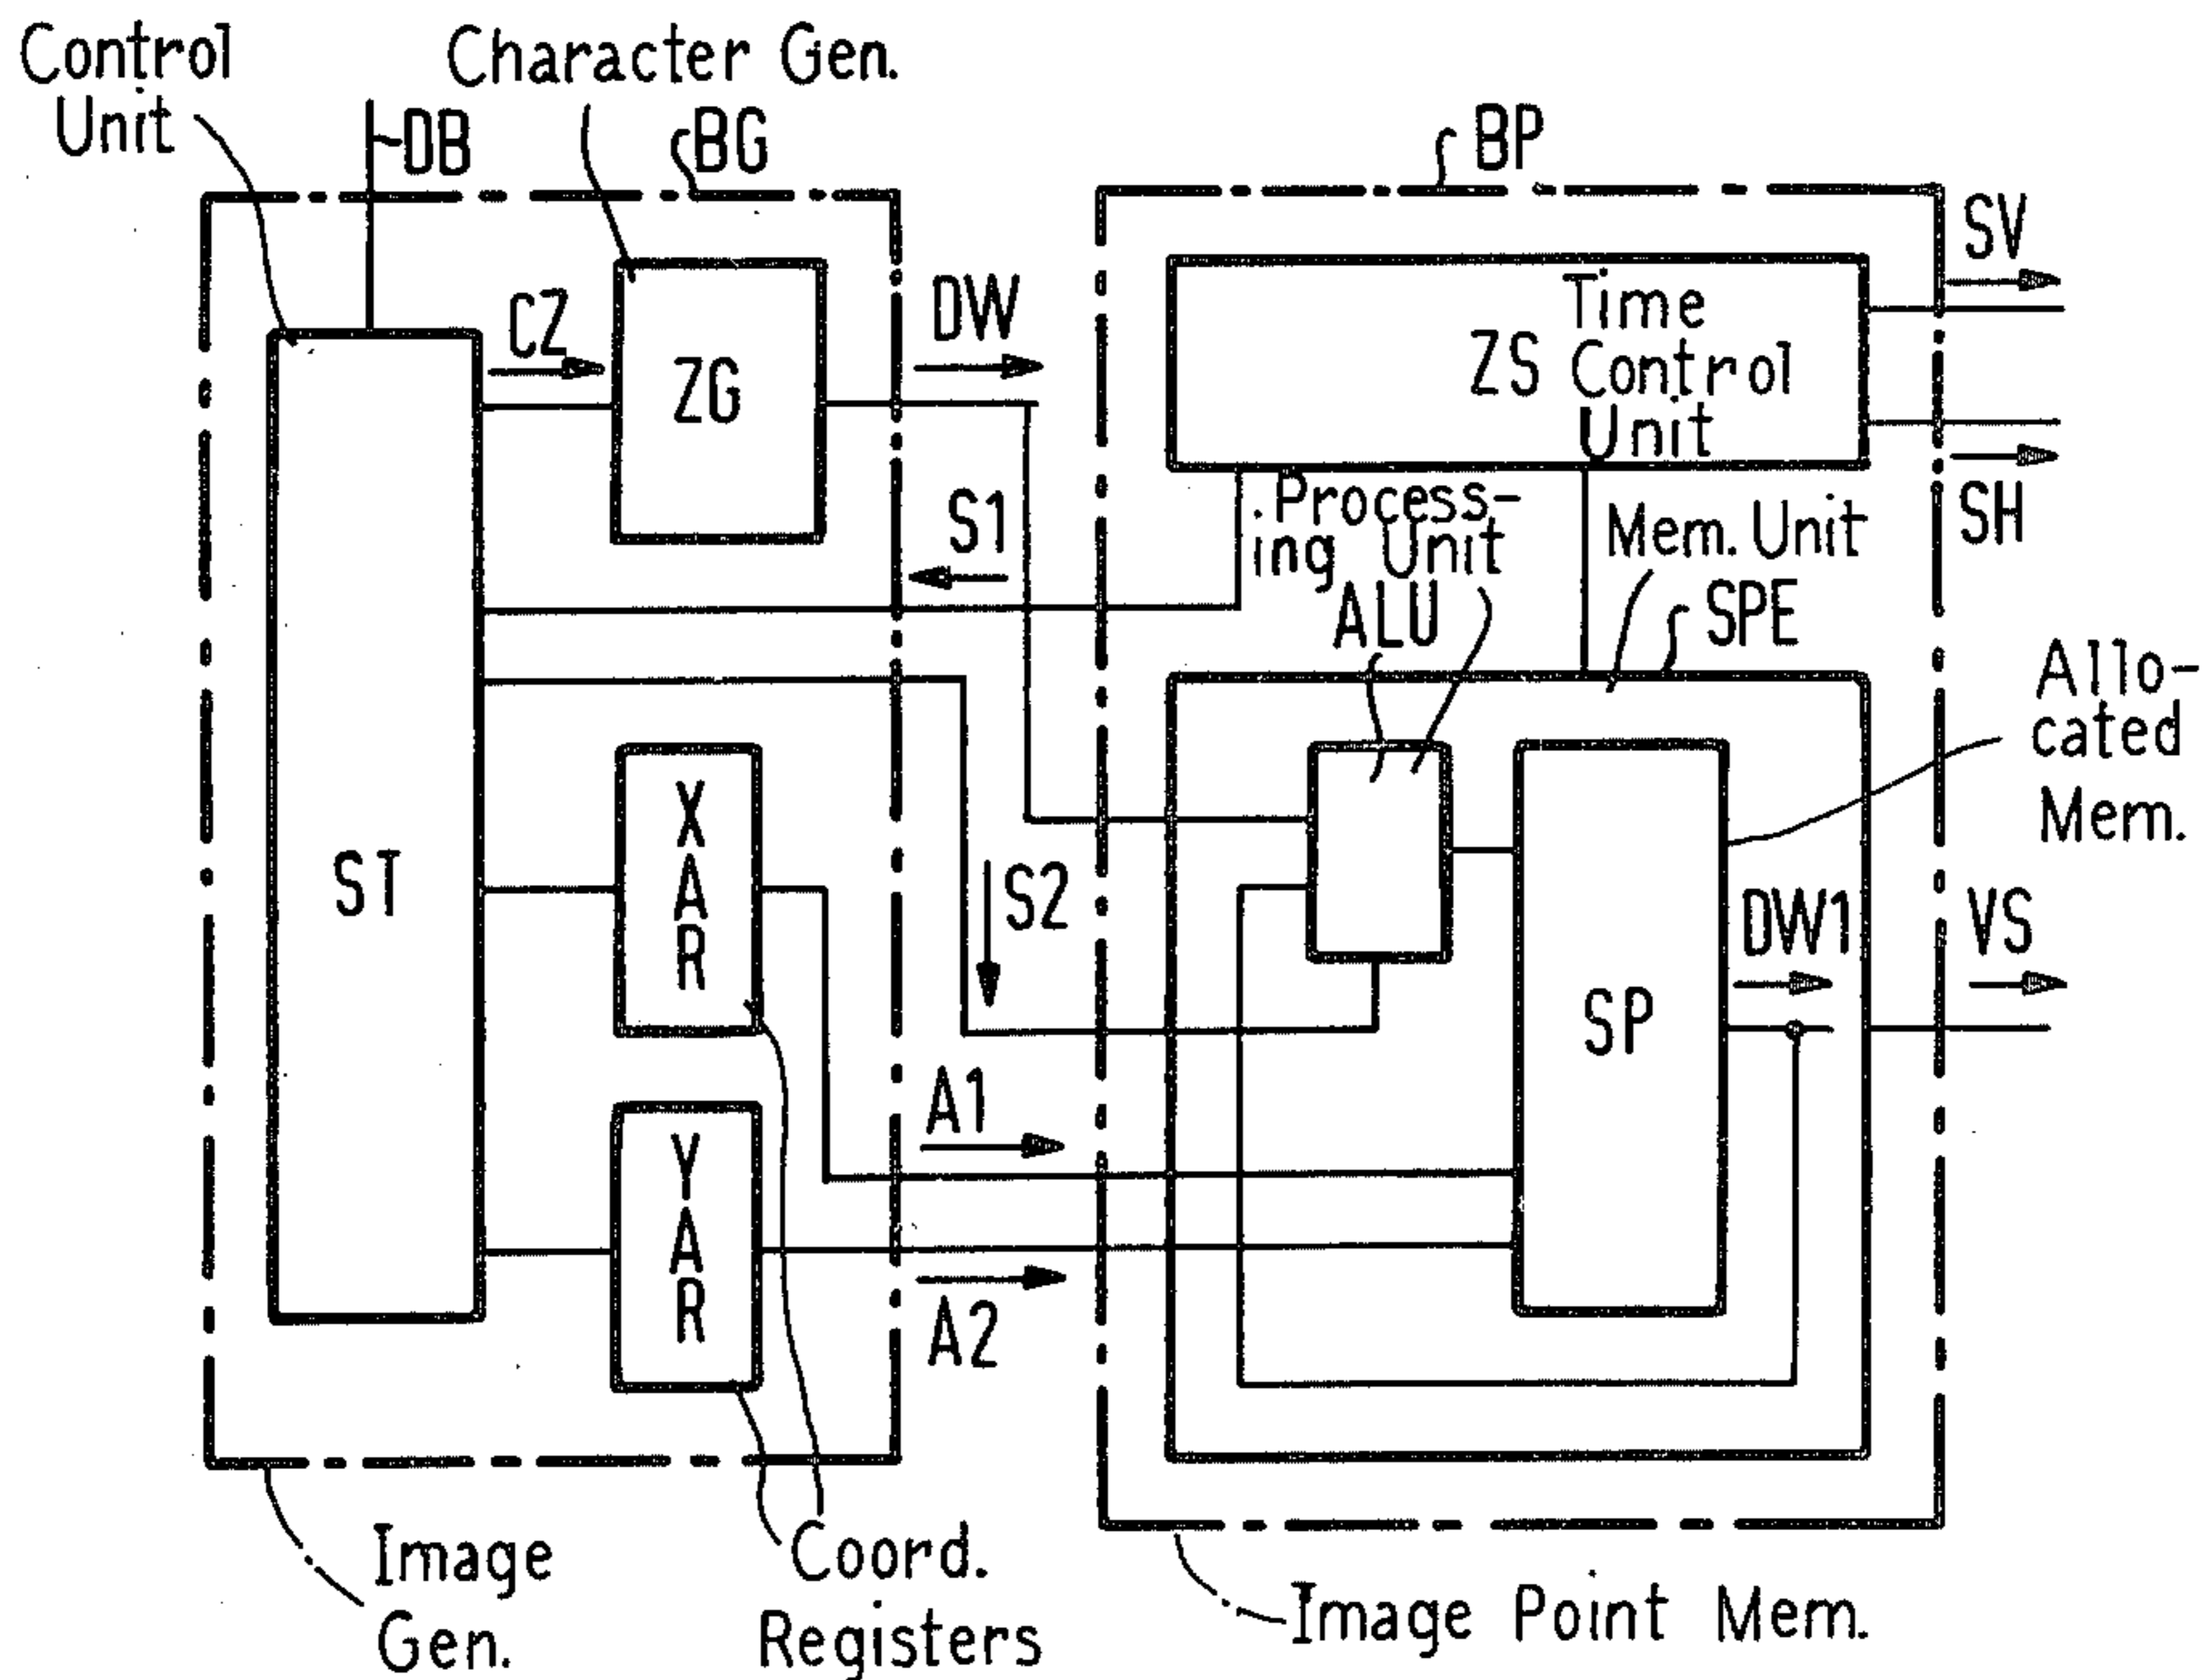 Control
Unit
DB
Character Gen.
BG
BP
CZ
ZG
DW
ZS
Time
Control
Unit
SV
SH
S1
Process-
ing Unit
ALU
Mem. Unit
SPE
Allo-
cated
Mem.
ST
X
A
R
S2
SP
DW1
VS
A1
Y
A
R
A2
Image
Gen.
Coord.
Registers
Image Point Mem.